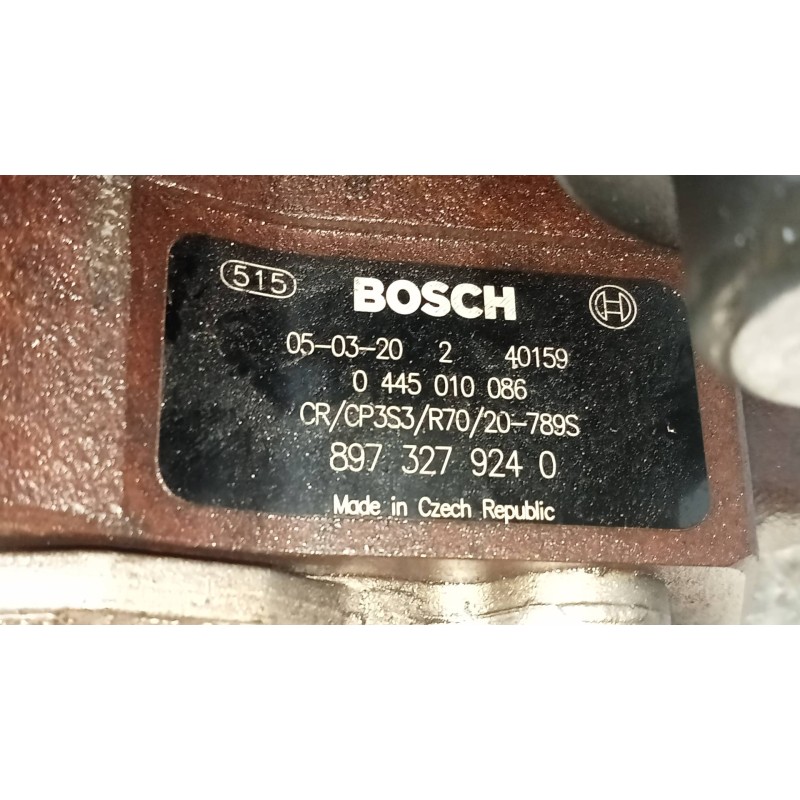 515 BOSCH
05-03-20 2 40159
0 445 010 086
CR/CP3S3/R70/20-789S
897 327 924 0
Made in Czech Republic